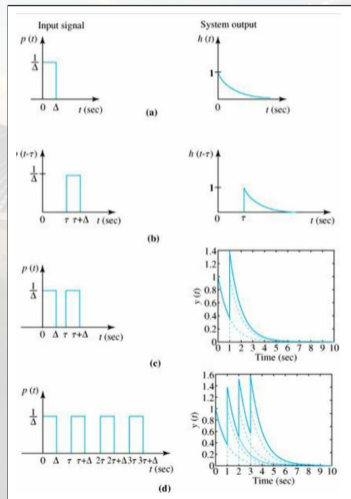 Input signal
System output
p (t)
h (t)
1/Δ
1
0 Δ t (sec)
0 t (sec)
(a)
(t-τ)
h (t-τ)
1/Δ
1
0 τ τ+Δ t (sec)
0 τ t (sec)
(b)
p (t)
1/Δ
0 Δ τ τ+Δ t (sec)
y (t)
1.4
1.2
1
0.8
0.6
0.4
0.2
0
0 1 2 3 4 5 6 7 8 9 10
Time (sec)
(c)
p (t)
1/Δ
0 Δ τ τ+Δ 2τ 2τ+Δ 3τ 3τ+Δ
t (sec)
y (t)
1.6
1.4
1.2
1
0.8
0.6
0.4
0.2
0
0 1 2 3 4 5 6 7 8 9 10
Time (sec)
(d)